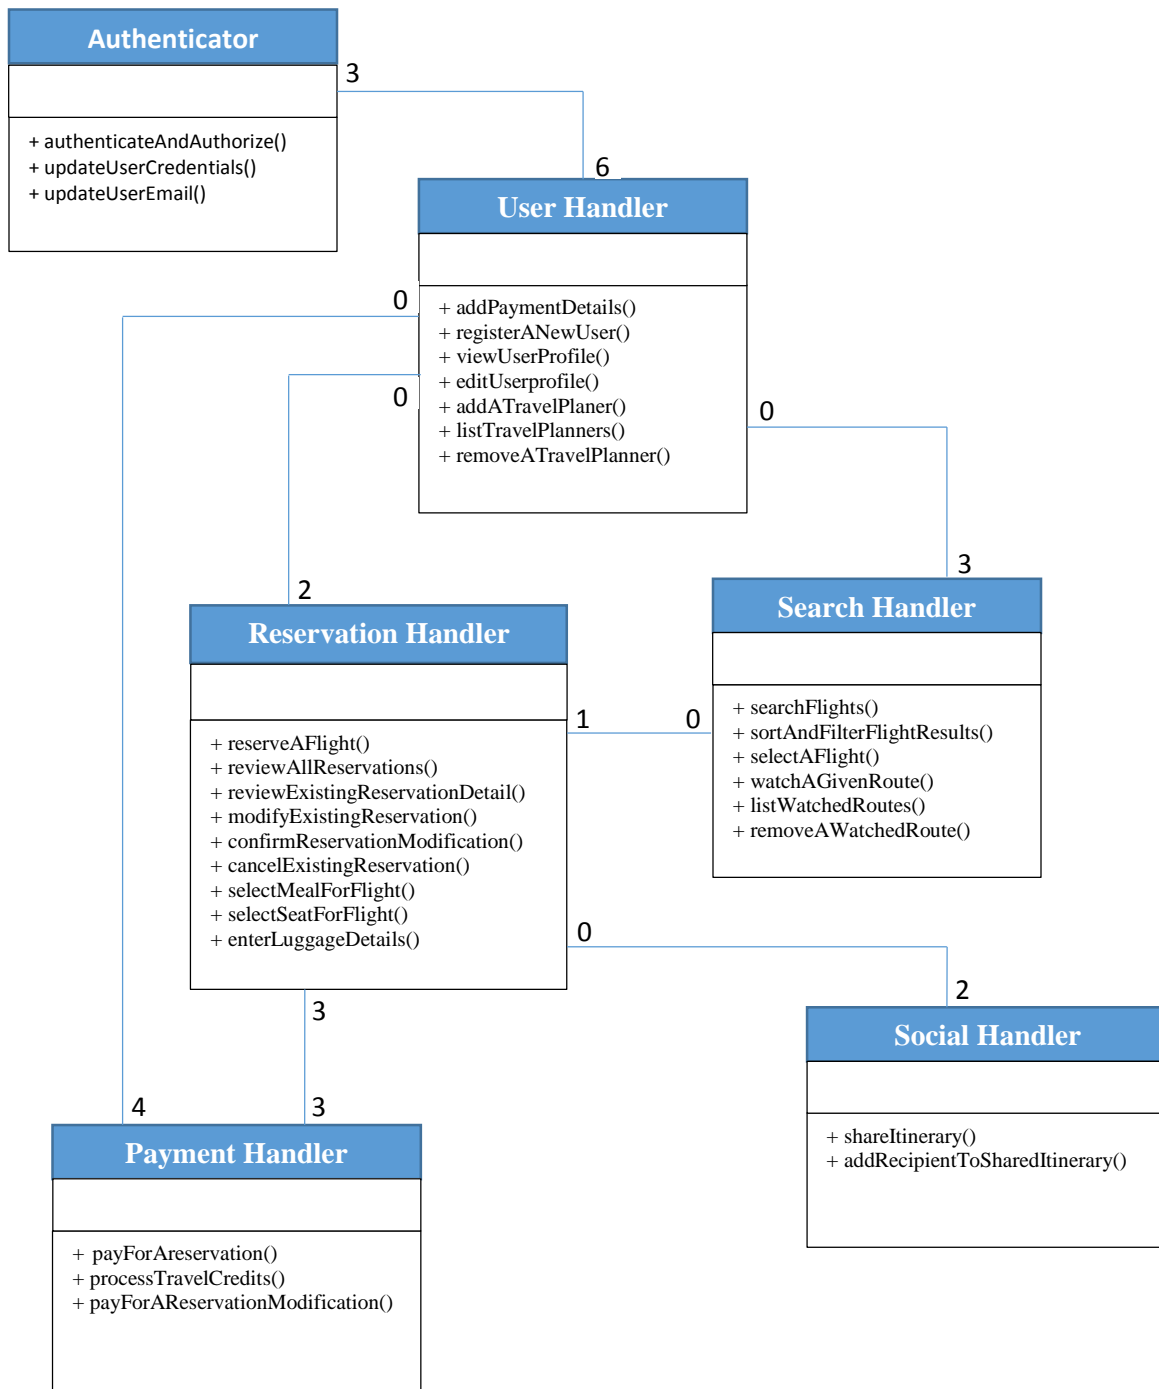 Authenticator
3
+ authenticateAndAuthorize()
+ updateUserCredentials()
+ updateUserEmail()
6
User Handler
0
+ addPaymentDetails()
+ registerANewUser()
+ viewUserProfile()
+ editUserprofile()
+ addATravelPlaner()
+ listTravelPlanners()
+ removeATravelPlanner()
0
0
3
2
Search Handler
Reservation Handler
+ searchFlights()
+ sortAndFilterFlightResults()
+ selectAFlight()
+ watchAGivenRoute()
+ listWatchedRoutes()
+ removeAWatchedRoute()
1
0
+ reserveAFlight()
+ reviewAllReservations()
+ reviewExistingReservationDetail()
+ modifyExistingReservation()
+ confirmReservationModification()
+ cancelExistingReservation()
+ selectMealForFlight()
+ selectSeatForFlight()
+ enterLuggageDetails()
0
2
3
Social Handler
4
3
Payment Handler
+ shareItinerary()
+ addRecipientToSharedItinerary()
+ payForAreservation()
+ processTravelCredits()
+ payForAReservationModification()